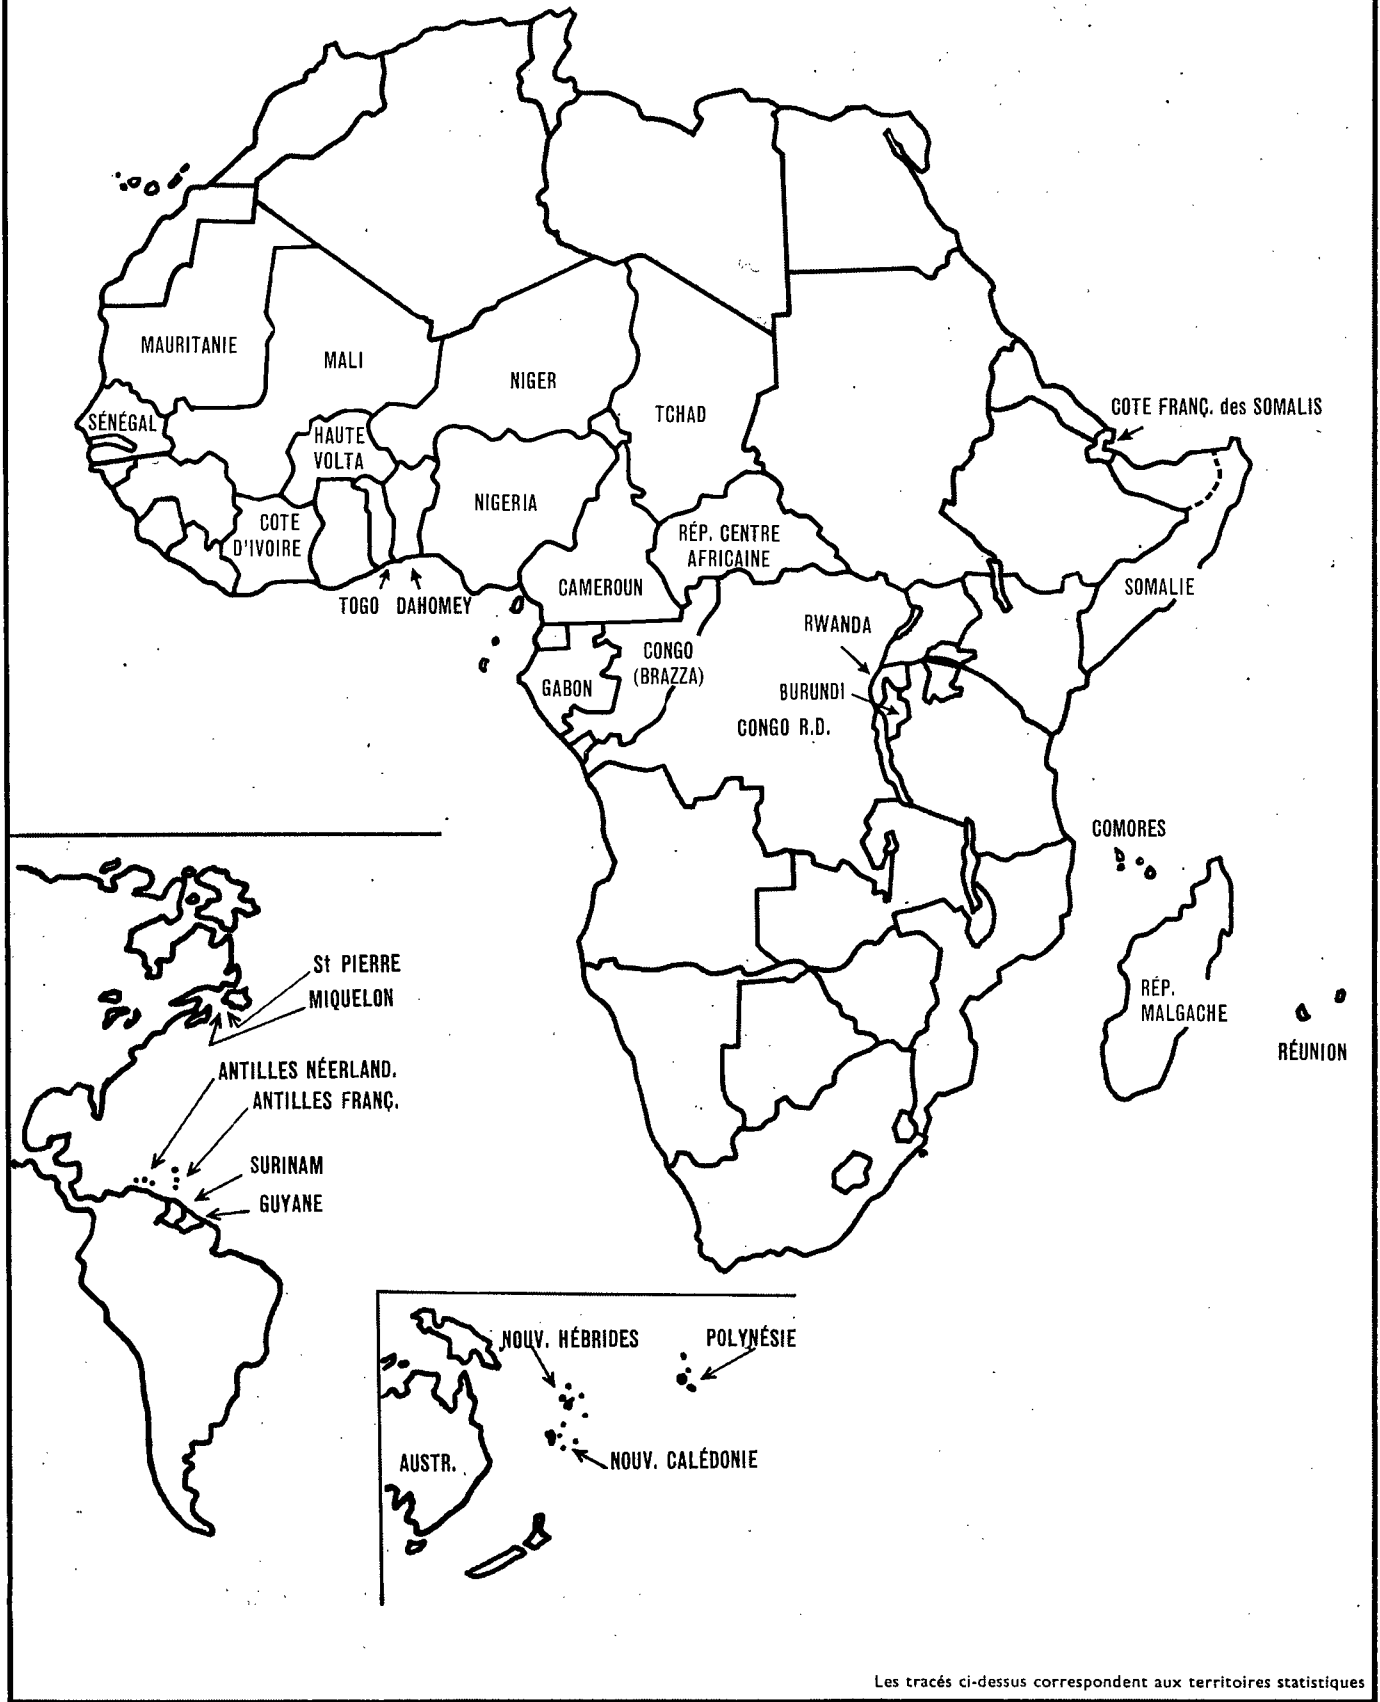 MAURITANIE
MALI
NIGER
TCHAD
COTE FRANÇ. des SOMALIS
SÉNÉGAL
HAUTE
VOLTA
NIGERIA
COTE
D'IVOIRE
RÉP. CENTRE
AFRICAINE
CAMEROUN
SOMALIE
TOGO
DAHOMEY
RWANDA
CONGO
(BRAZZA)
GABON
BURUNDI
CONGO R.D.
COMORES
RÉP.
MALGACHE
RÉUNION
St PIERRE
MIQUELON
ANTILLES NÉERLAND.
ANTILLES FRANÇ.
SURINAM
GUYANE
NOUV. HÉBRIDES
POLYNÉSIE
AUSTR.
NOUV. CALÉDONIE
Les tracés ci-dessus correspondent aux territoires statistiques